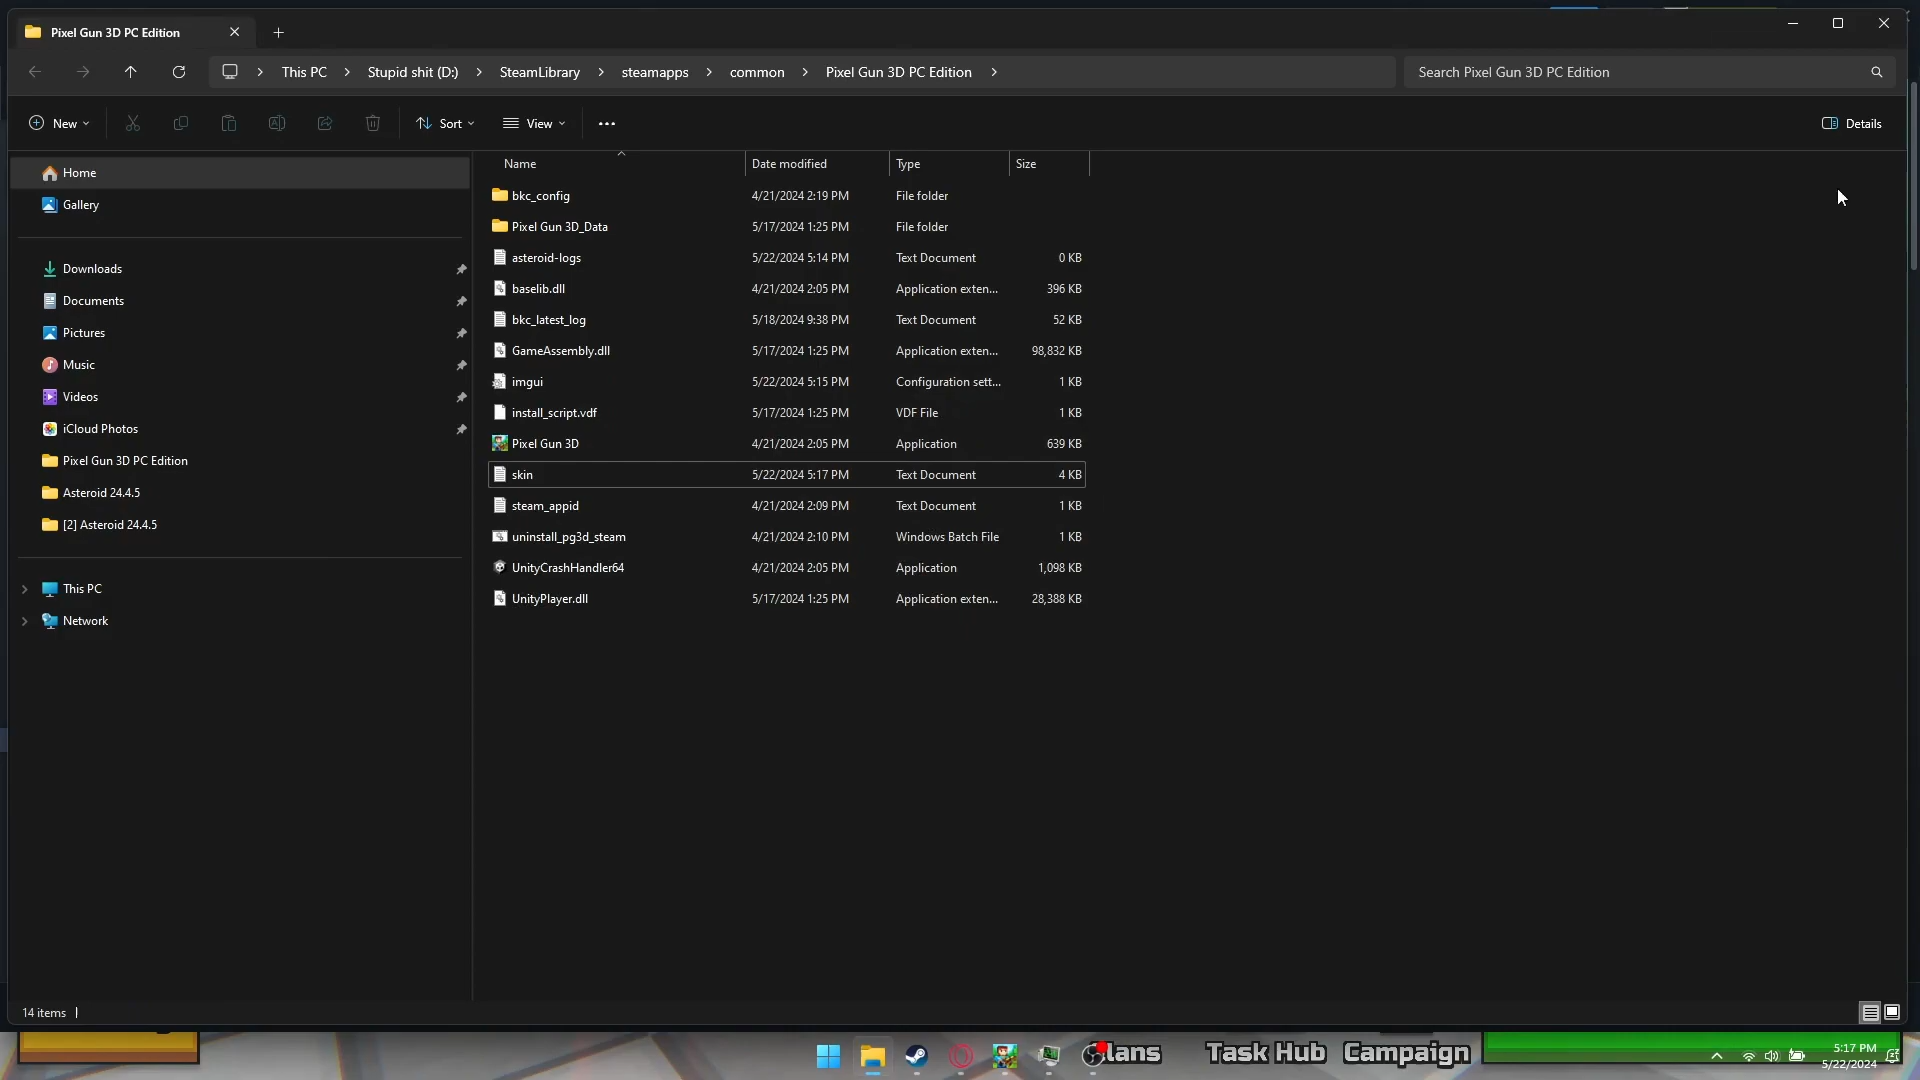 Pixel Gun 3D PC Edition
This PC
Stupid shit (D:)
SteamLibrary
steamapps
common
Pixel Gun 3D PC Edition
Search Pixel Gun 3D PC Edition
New
Sort
View
Details
Home
Gallery
Downloads
Documents
Pictures
Music
Videos
iCloud Photos
Pixel Gun 3D PC Edition
Asteroid 24.4.5
[2] Asteroid 24.4.5
This PC
Network
Name Date modified Type Size
bkc_config 4/21/2024 2:19 PM File folder
Pixel Gun 3D_Data 5/17/2024 1:25 PM File folder
asteroid-logs 5/22/2024 5:14 PM Text Document 0 KB
baselib.dll 4/21/2024 2:05 PM Application exten... 396 KB
bkc_latest_log 5/18/2024 9:38 PM Text Document 52 KB
GameAssembly.dll 5/17/2024 1:25 PM Application exten... 98,832 KB
imgui 5/22/2024 5:15 PM Configuration sett... 1 KB
install_script.vdf 5/17/2024 1:25 PM VDF File 1 KB
Pixel Gun 3D 4/21/2024 2:05 PM Application 639 KB
skin 5/22/2024 5:17 PM Text Document 4 KB
steam_appid 4/21/2024 2:09 PM Text Document 1 KB
uninstall_pg3d_steam 4/21/2024 2:10 PM Windows Batch File 1 KB
UnityCrashHandler64 4/21/2024 2:05 PM Application 1,098 KB
UnityPlayer.dll 5/17/2024 1:25 PM Application exten... 28,388 KB
14 items
lans Task Hub Campaign
5:17 PM
5/22/2024